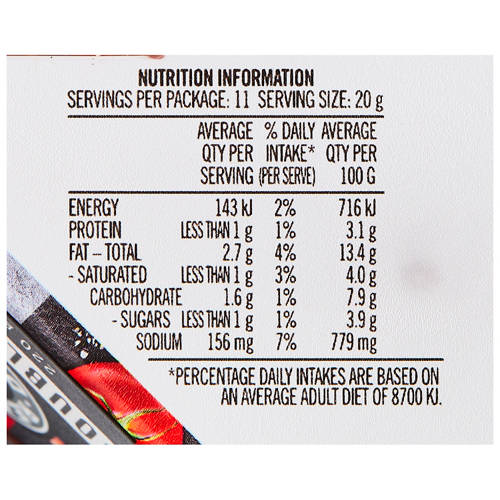 NUTRITION INFORMATION
SERVINGS PER PACKAGE: 11 SERVING SIZE: 20 g
AVERAGE % DAILY AVERAGE
QTY PER INTAKE* QTY PER
SERVING (PER SERVE) 100 G
ENERGY 143 kJ 2% 716 kJ
PROTEIN LESS THAN 1 g 1% 3.1 g
FAT – TOTAL 2.7 g 4% 13.4 g
- SATURATED LESS THAN 1 g 3% 4.0 g
CARBOHYDRATE 1.6 g 1% 7.9 g
- SUGARS LESS THAN 1 g 1% 3.9 g
SODIUM 156 mg 7% 779 mg
*PERCENTAGE DAILY INTAKES ARE BASED ON
AN AVERAGE ADULT DIET OF 8700 KJ.
220